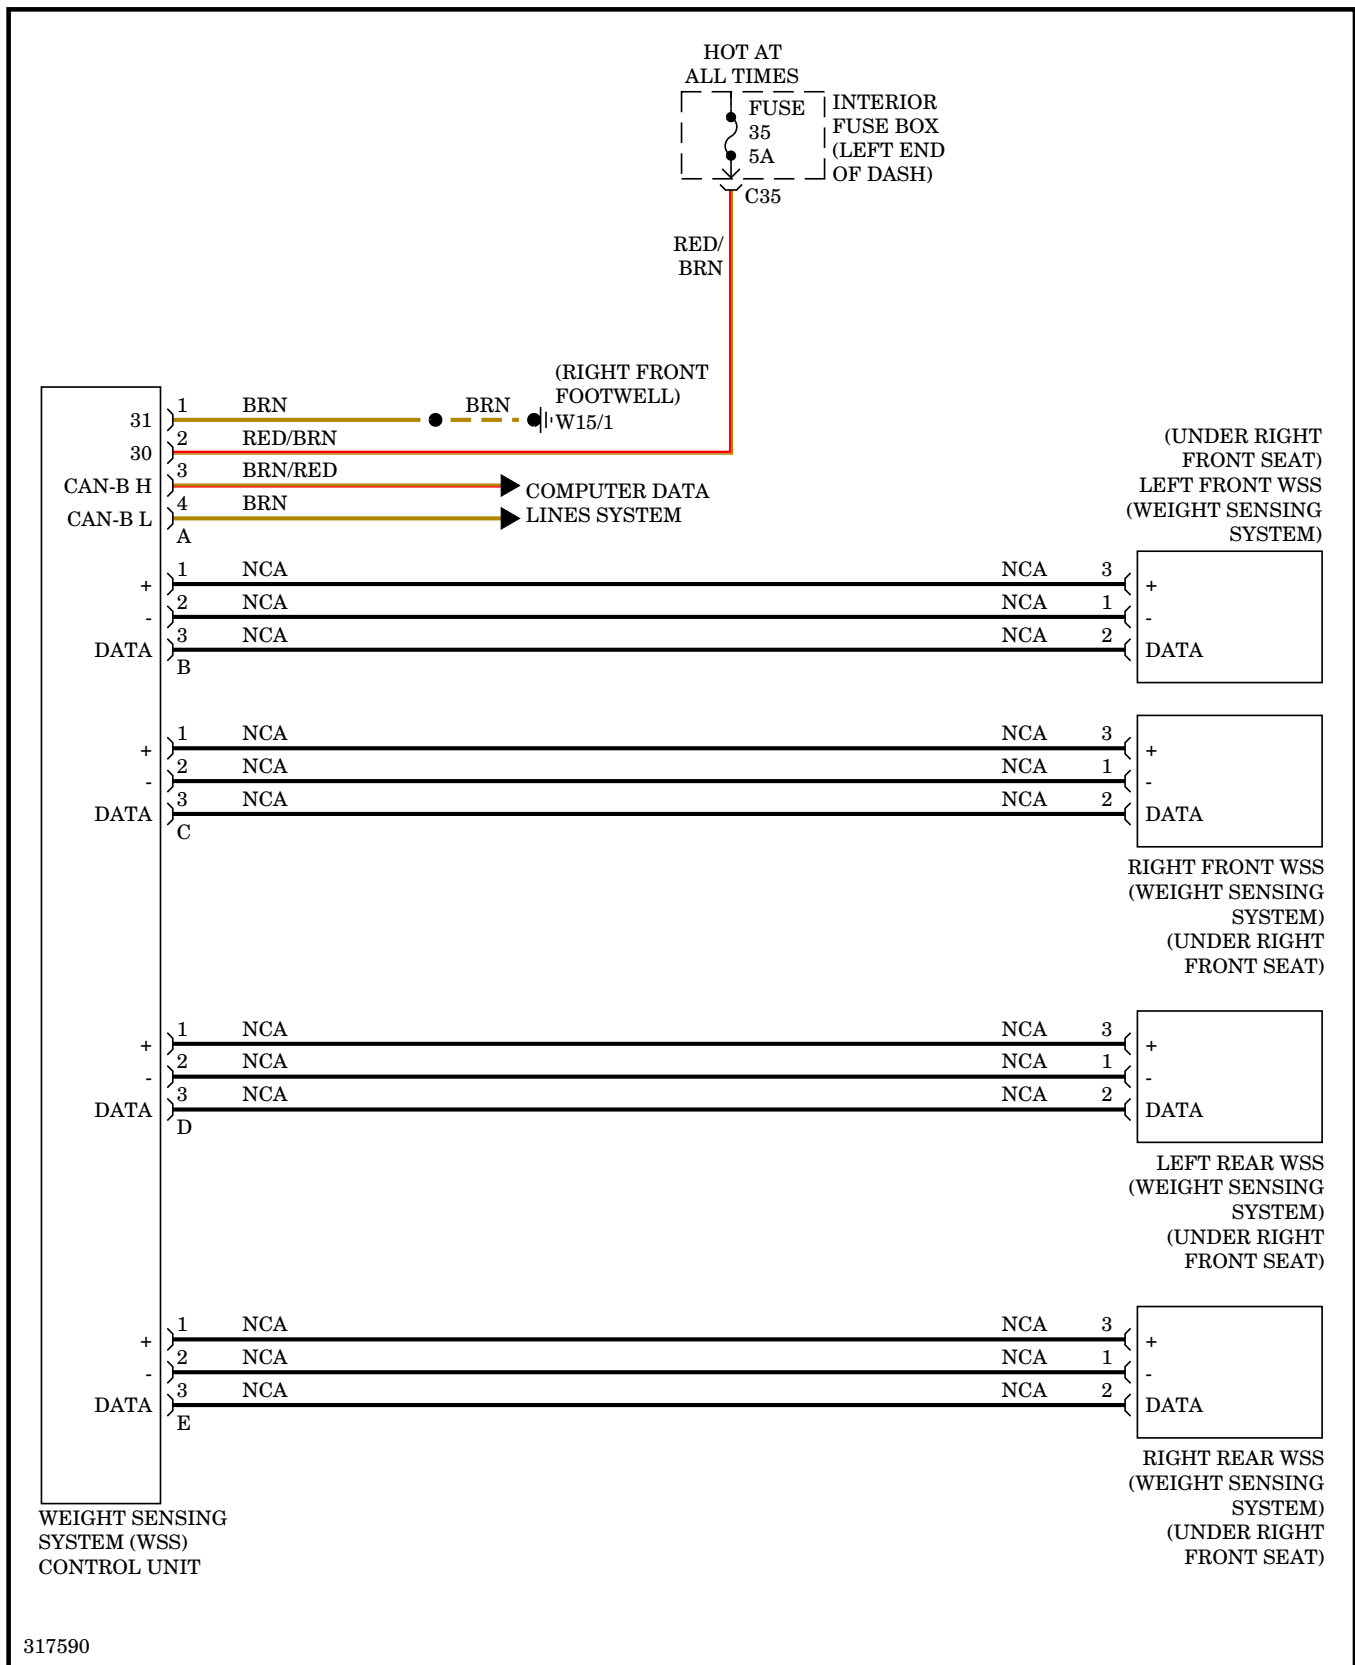 HOT AT
ALL TIMES
FUSE
35
5A
INTERIOR
FUSE BOX
(LEFT END
OF DASH)
C35
RED/
BRN
(RIGHT FRONT
FOOTWELL)
W15/1
31 1 BRN BRN
30 2 RED/BRN
CAN-B H 3 BRN/RED
CAN-B L 4 BRN
A
COMPUTER DATA
LINES SYSTEM
(UNDER RIGHT
FRONT SEAT)
LEFT FRONT WSS
(WEIGHT SENSING
SYSTEM)
+ 1 NCA NCA 3 +
- 2 NCA NCA 1 -
DATA 3 NCA NCA 2 DATA
B
+ 1 NCA NCA 3 +
- 2 NCA NCA 1 -
DATA 3 NCA NCA 2 DATA
C
RIGHT FRONT WSS
(WEIGHT SENSING
SYSTEM)
(UNDER RIGHT
FRONT SEAT)
+ 1 NCA NCA 3 +
- 2 NCA NCA 1 -
DATA 3 NCA NCA 2 DATA
D
LEFT REAR WSS
(WEIGHT SENSING
SYSTEM)
(UNDER RIGHT
FRONT SEAT)
+ 1 NCA NCA 3 +
- 2 NCA NCA 1 -
DATA 3 NCA NCA 2 DATA
E
RIGHT REAR WSS
(WEIGHT SENSING
SYSTEM)
(UNDER RIGHT
FRONT SEAT)
WEIGHT SENSING
SYSTEM (WSS)
CONTROL UNIT
317590